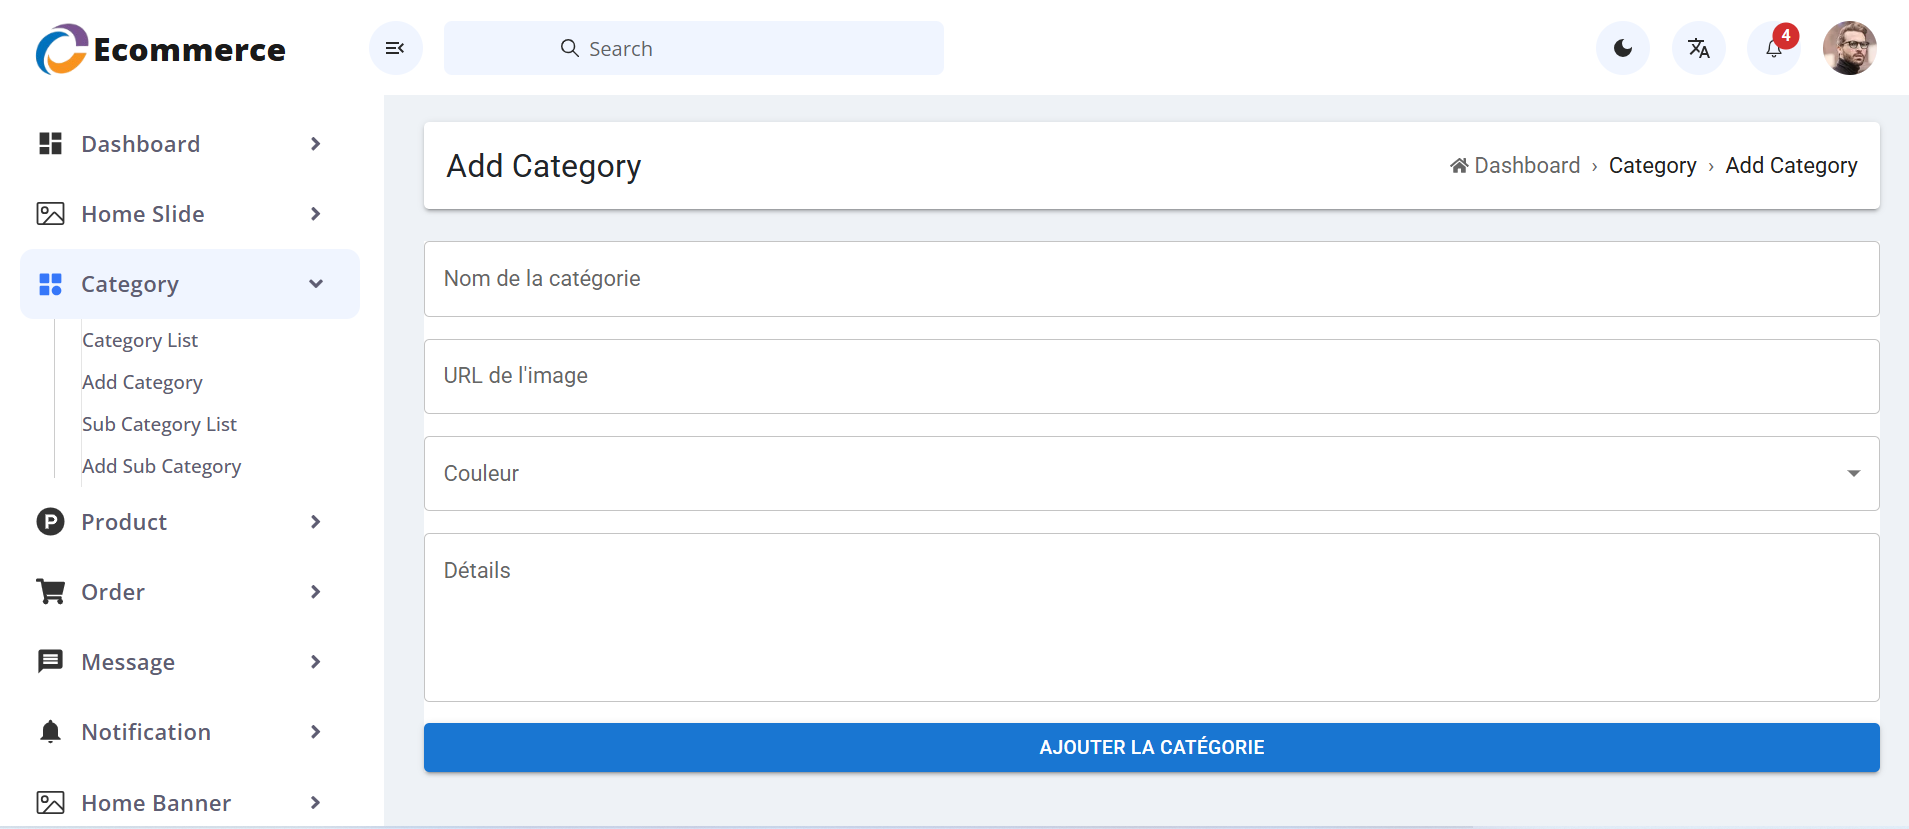 Ecommerce
Search
4
Dashboard
Home Slide
Category
Category List
Add Category
Sub Category List
Add Sub Category
Product
Order
Message
Notification
Home Banner
Add Category
Dashboard › Category › Add Category
Nom de la catégorie
URL de l'image
Couleur
Détails
AJOUTER LA CATÉGORIE